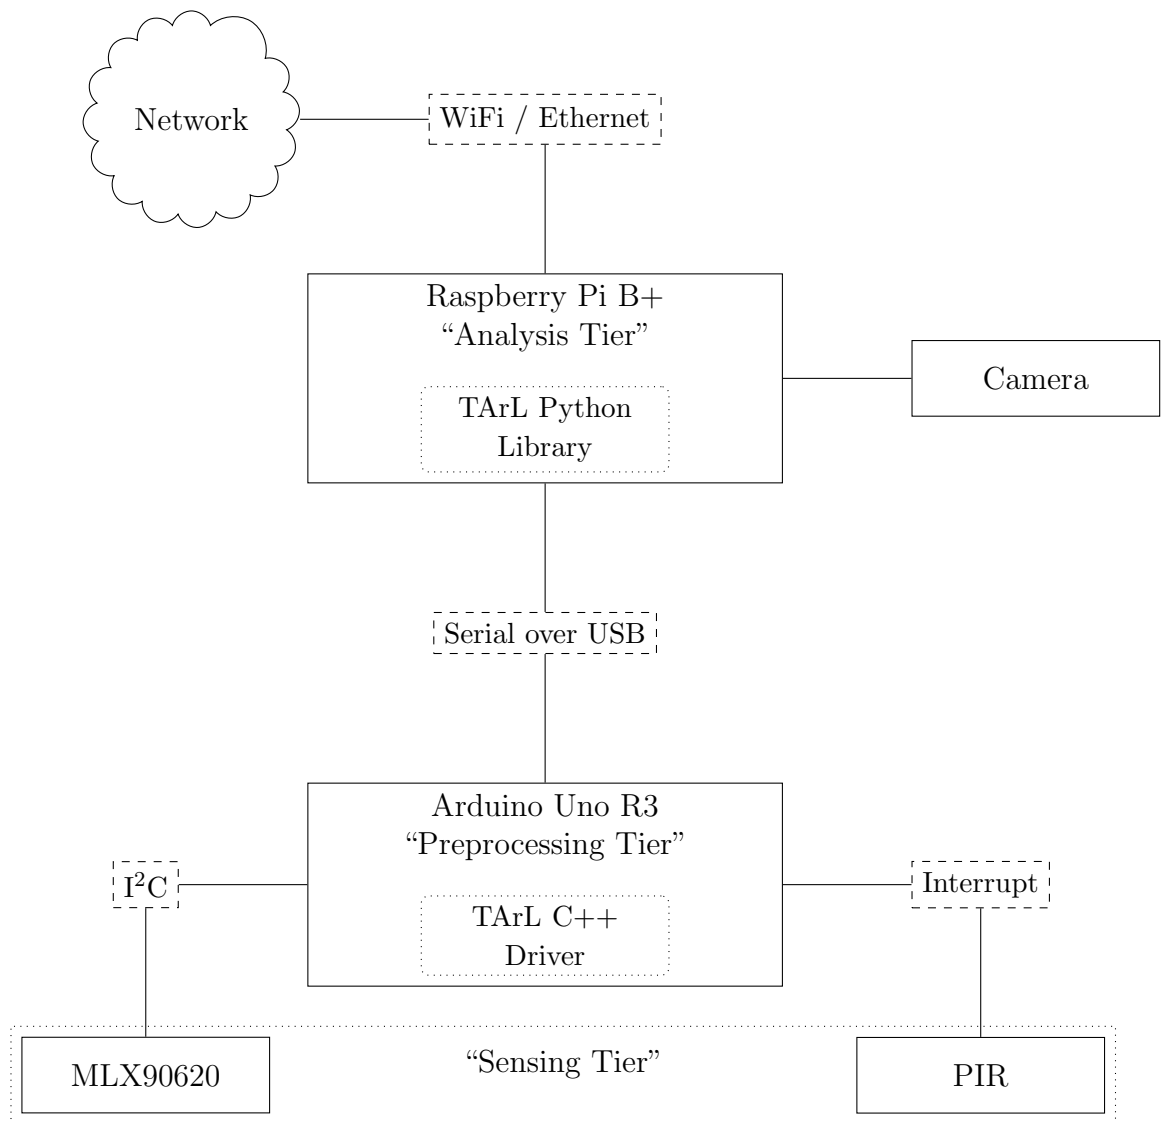 Network
WiFi / Ethernet
Raspberry Pi B+
“Analysis Tier”
Camera
TArL Python
Library
Serial over USB
Arduino Uno R3
“Preprocessing Tier”
I²C
Interrupt
TArL C++
Driver
“Sensing Tier”
MLX90620
PIR